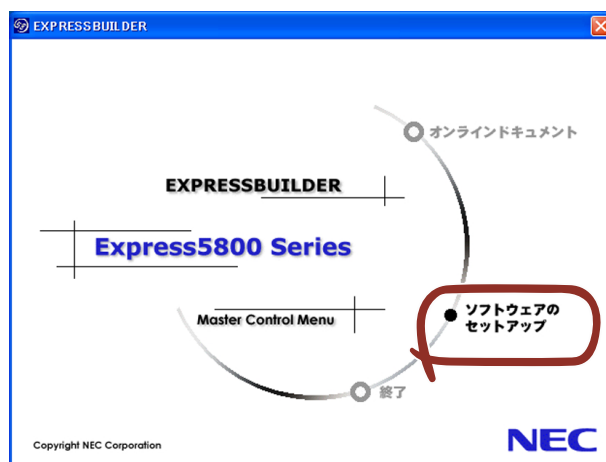 EXPRESSBUILDER
オンラインドキュメント
EXPRESSBUILDER
Express5800 Series
ソフトウェアの
セットアップ
Master Control Menu
終了
Copyright NEC Corporation
NEC